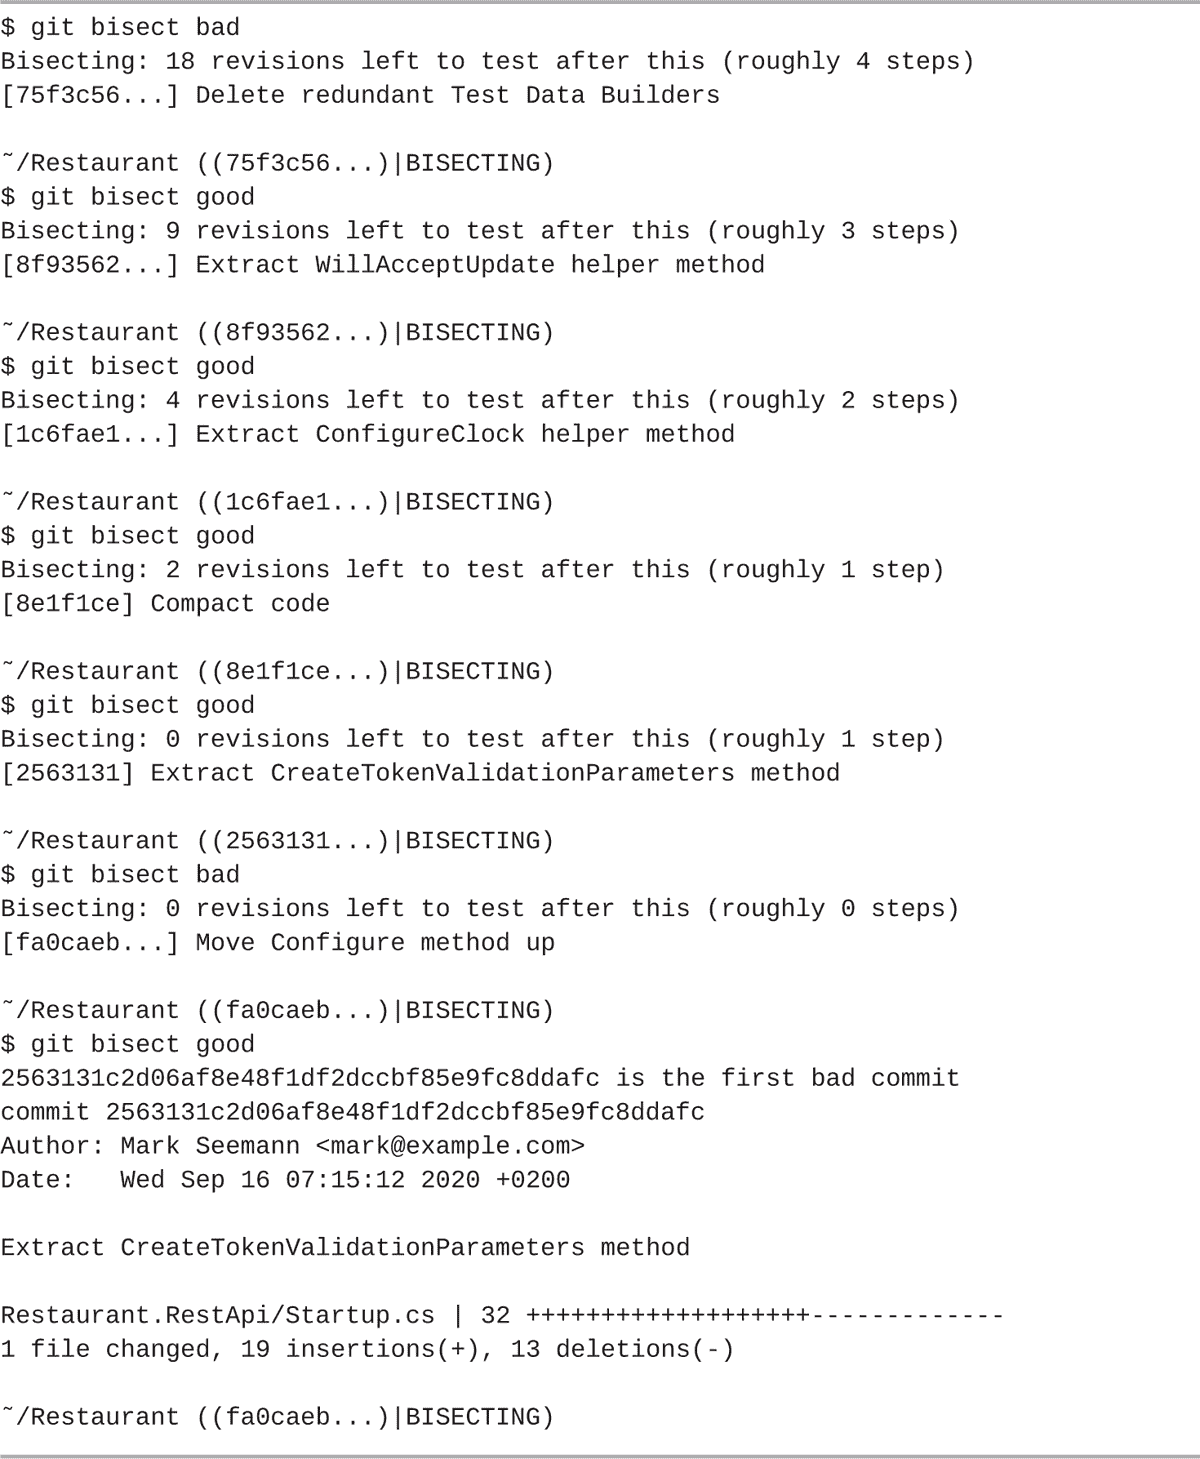 $ git bisect bad
Bisecting: 18 revisions left to test after this (roughly 4 steps)
[75f3c56...] Delete redundant Test Data Builders
˜/Restaurant ((75f3c56...)|BISECTING)
$ git bisect good
Bisecting: 9 revisions left to test after this (roughly 3 steps)
[8f93562...] Extract WillAcceptUpdate helper method
˜/Restaurant ((8f93562...)|BISECTING)
$ git bisect good
Bisecting: 4 revisions left to test after this (roughly 2 steps)
[1c6fae1...] Extract ConfigureClock helper method
˜/Restaurant ((1c6fae1...)|BISECTING)
$ git bisect good
Bisecting: 2 revisions left to test after this (roughly 1 step)
[8e1f1ce] Compact code
˜/Restaurant ((8e1f1ce...)|BISECTING)
$ git bisect good
Bisecting: 0 revisions left to test after this (roughly 1 step)
[2563131] Extract CreateTokenValidationParameters method
˜/Restaurant ((2563131...)|BISECTING)
$ git bisect bad
Bisecting: 0 revisions left to test after this (roughly 0 steps)
[fa0caeb...] Move Configure method up
˜/Restaurant ((fa0caeb...)|BISECTING)
$ git bisect good
2563131c2d06af8e48f1df2dccbf85e9fc8ddafc is the first bad commit
commit 2563131c2d06af8e48f1df2dccbf85e9fc8ddafc
Author: Mark Seemann <mark@example.com>
Date:   Wed Sep 16 07:15:12 2020 +0200
Extract CreateTokenValidationParameters method
Restaurant.RestApi/Startup.cs | 32 +++++++++++++++++++-------------
1 file changed, 19 insertions(+), 13 deletions(-)
˜/Restaurant ((fa0caeb...)|BISECTING)